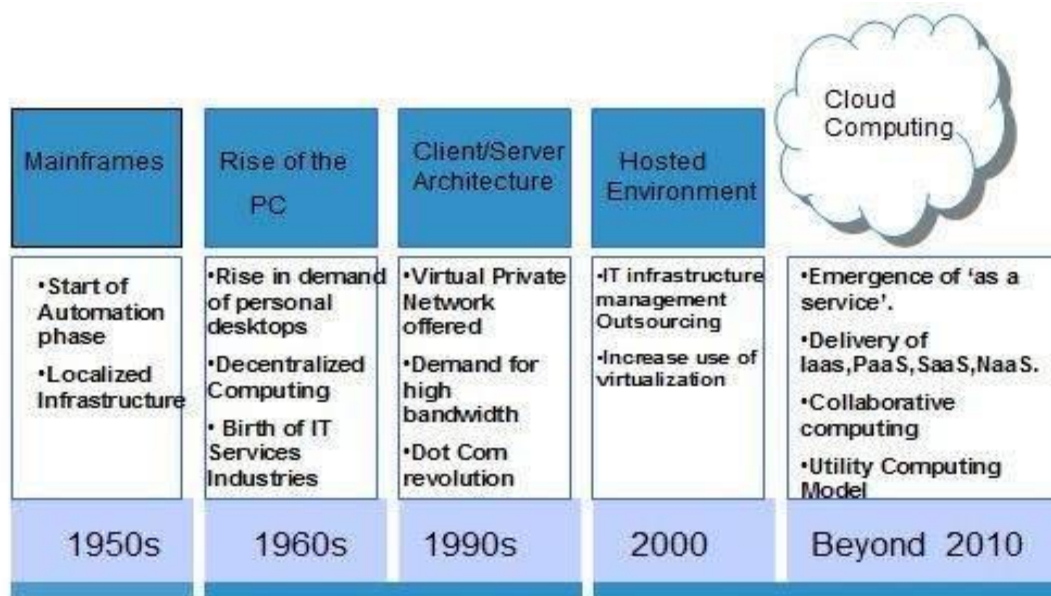 Cloud
Computing
Mainframes
Rise of the
PC
Client/Server
Architecture
Hosted
Environment
•Start of
Automation
phase
•Localized
Infrastructure
•Rise in demand
of personal
desktops
•Decentralized
Computing
• Birth of IT
Services
Industries
•Virtual Private
Network
offered
•Demand for
high
bandwidth
•Dot Com
revolution
•IT infrastructure
management
Outsourcing
•Increase use of
virtualization
•Emergence of ‘as a
service’.
•Delivery of
Iaas,PaaS,SaaS,NaaS.
•Collaborative
computing
•Utility Computing
Model
1950s
1960s
1990s
2000
Beyond 2010